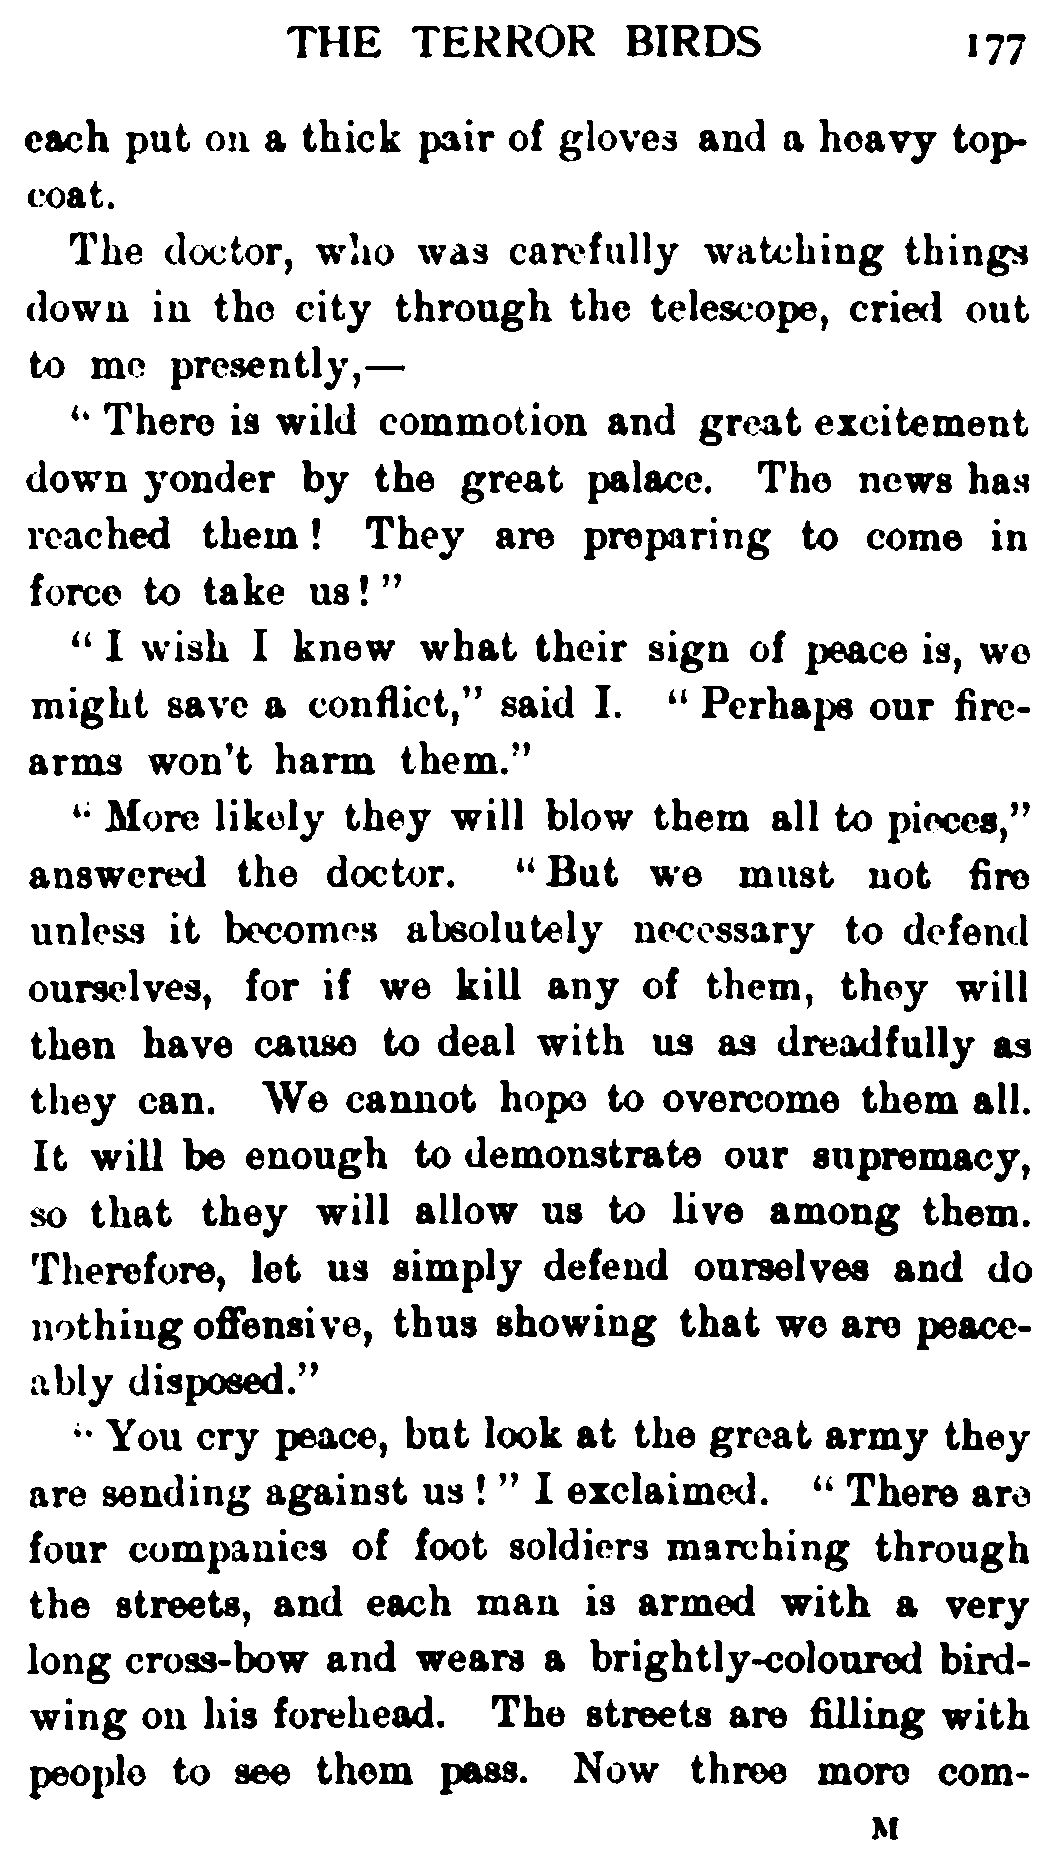 THE TERROR BIRDS 177
each put on a thick pair of gloves and a heavy top-
coat.
The doctor, who was carefully watching things
down in the city through the telescope, cried out
to me presently,—
" There is wild commotion and great excitement
down yonder by the great palace. The news has
reached them ! They are preparing to come in
force to take us ! "
" I wish I knew what their sign of peace is, we
might save a conflict," said I. " Perhaps our fire-
arms won't harm them."
" More likely they will blow them all to pieces,"
answered the doctor. " But we must not fire
unless it becomes absolutely necessary to defend
ourselves, for if we kill any of them, they will
then have cause to deal with us as dreadfully as
they can. We cannot hope to overcome them all.
It will be enough to demonstrate our supremacy,
so that they will allow us to live among them.
Therefore, let us simply defend ourselves and do
nothing offensive, thus showing that we are peace-
ably disposed."
" You cry peace, but look at the great army they
are sending against us ! " I exclaimed. " There are
four companies of foot soldiers marching through
the streets, and each man is armed with a very
long cross-bow and wears a brightly-coloured bird-
wing on his forehead. The streets are filling with
people to see them pass. Now three more com-
M